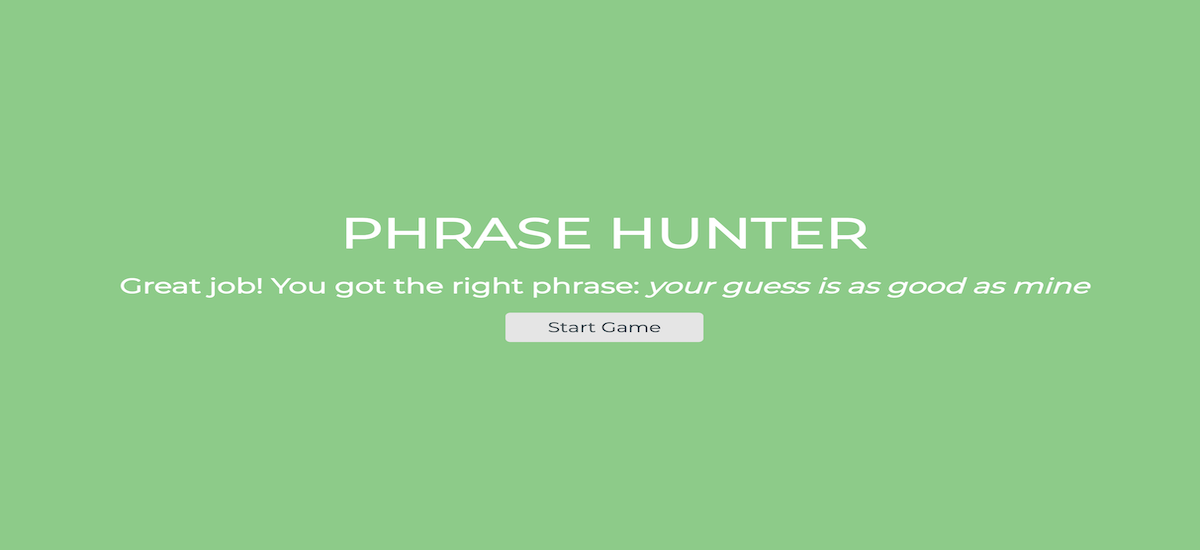 PHRASE HUNTER
Great job! You got the right phrase: your guess is as good as mine
Start Game